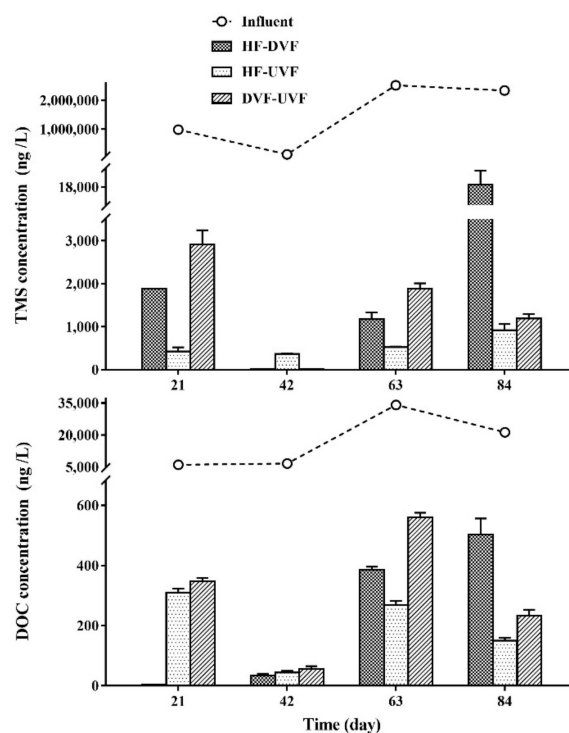 Influent
HF-DVF
HF-UVF
DVF-UVF
TMS concentration (ng /L)
2,000,000
1,000,000
18,000
3,000
2,000
1,000
0
21 42 63 84
DOC concentration (ng /L)
35,000
20,000
5,000
600
400
200
0
21 42 63 84
Time (day)